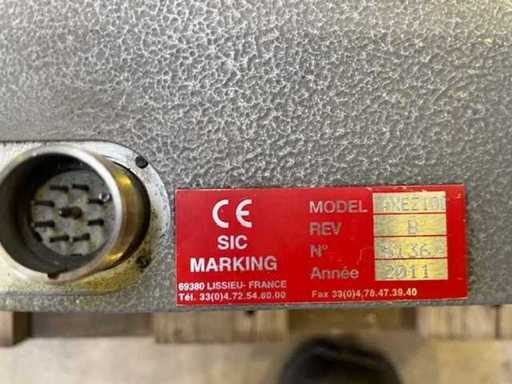 CE
SIC
MARKING
69380 LISSIEU- FRANCE
Tél. 33(0)4.72.54.80.00
MODEL
REV B
N°
Année 2011
Fax 33(0)4.78.47.39.40